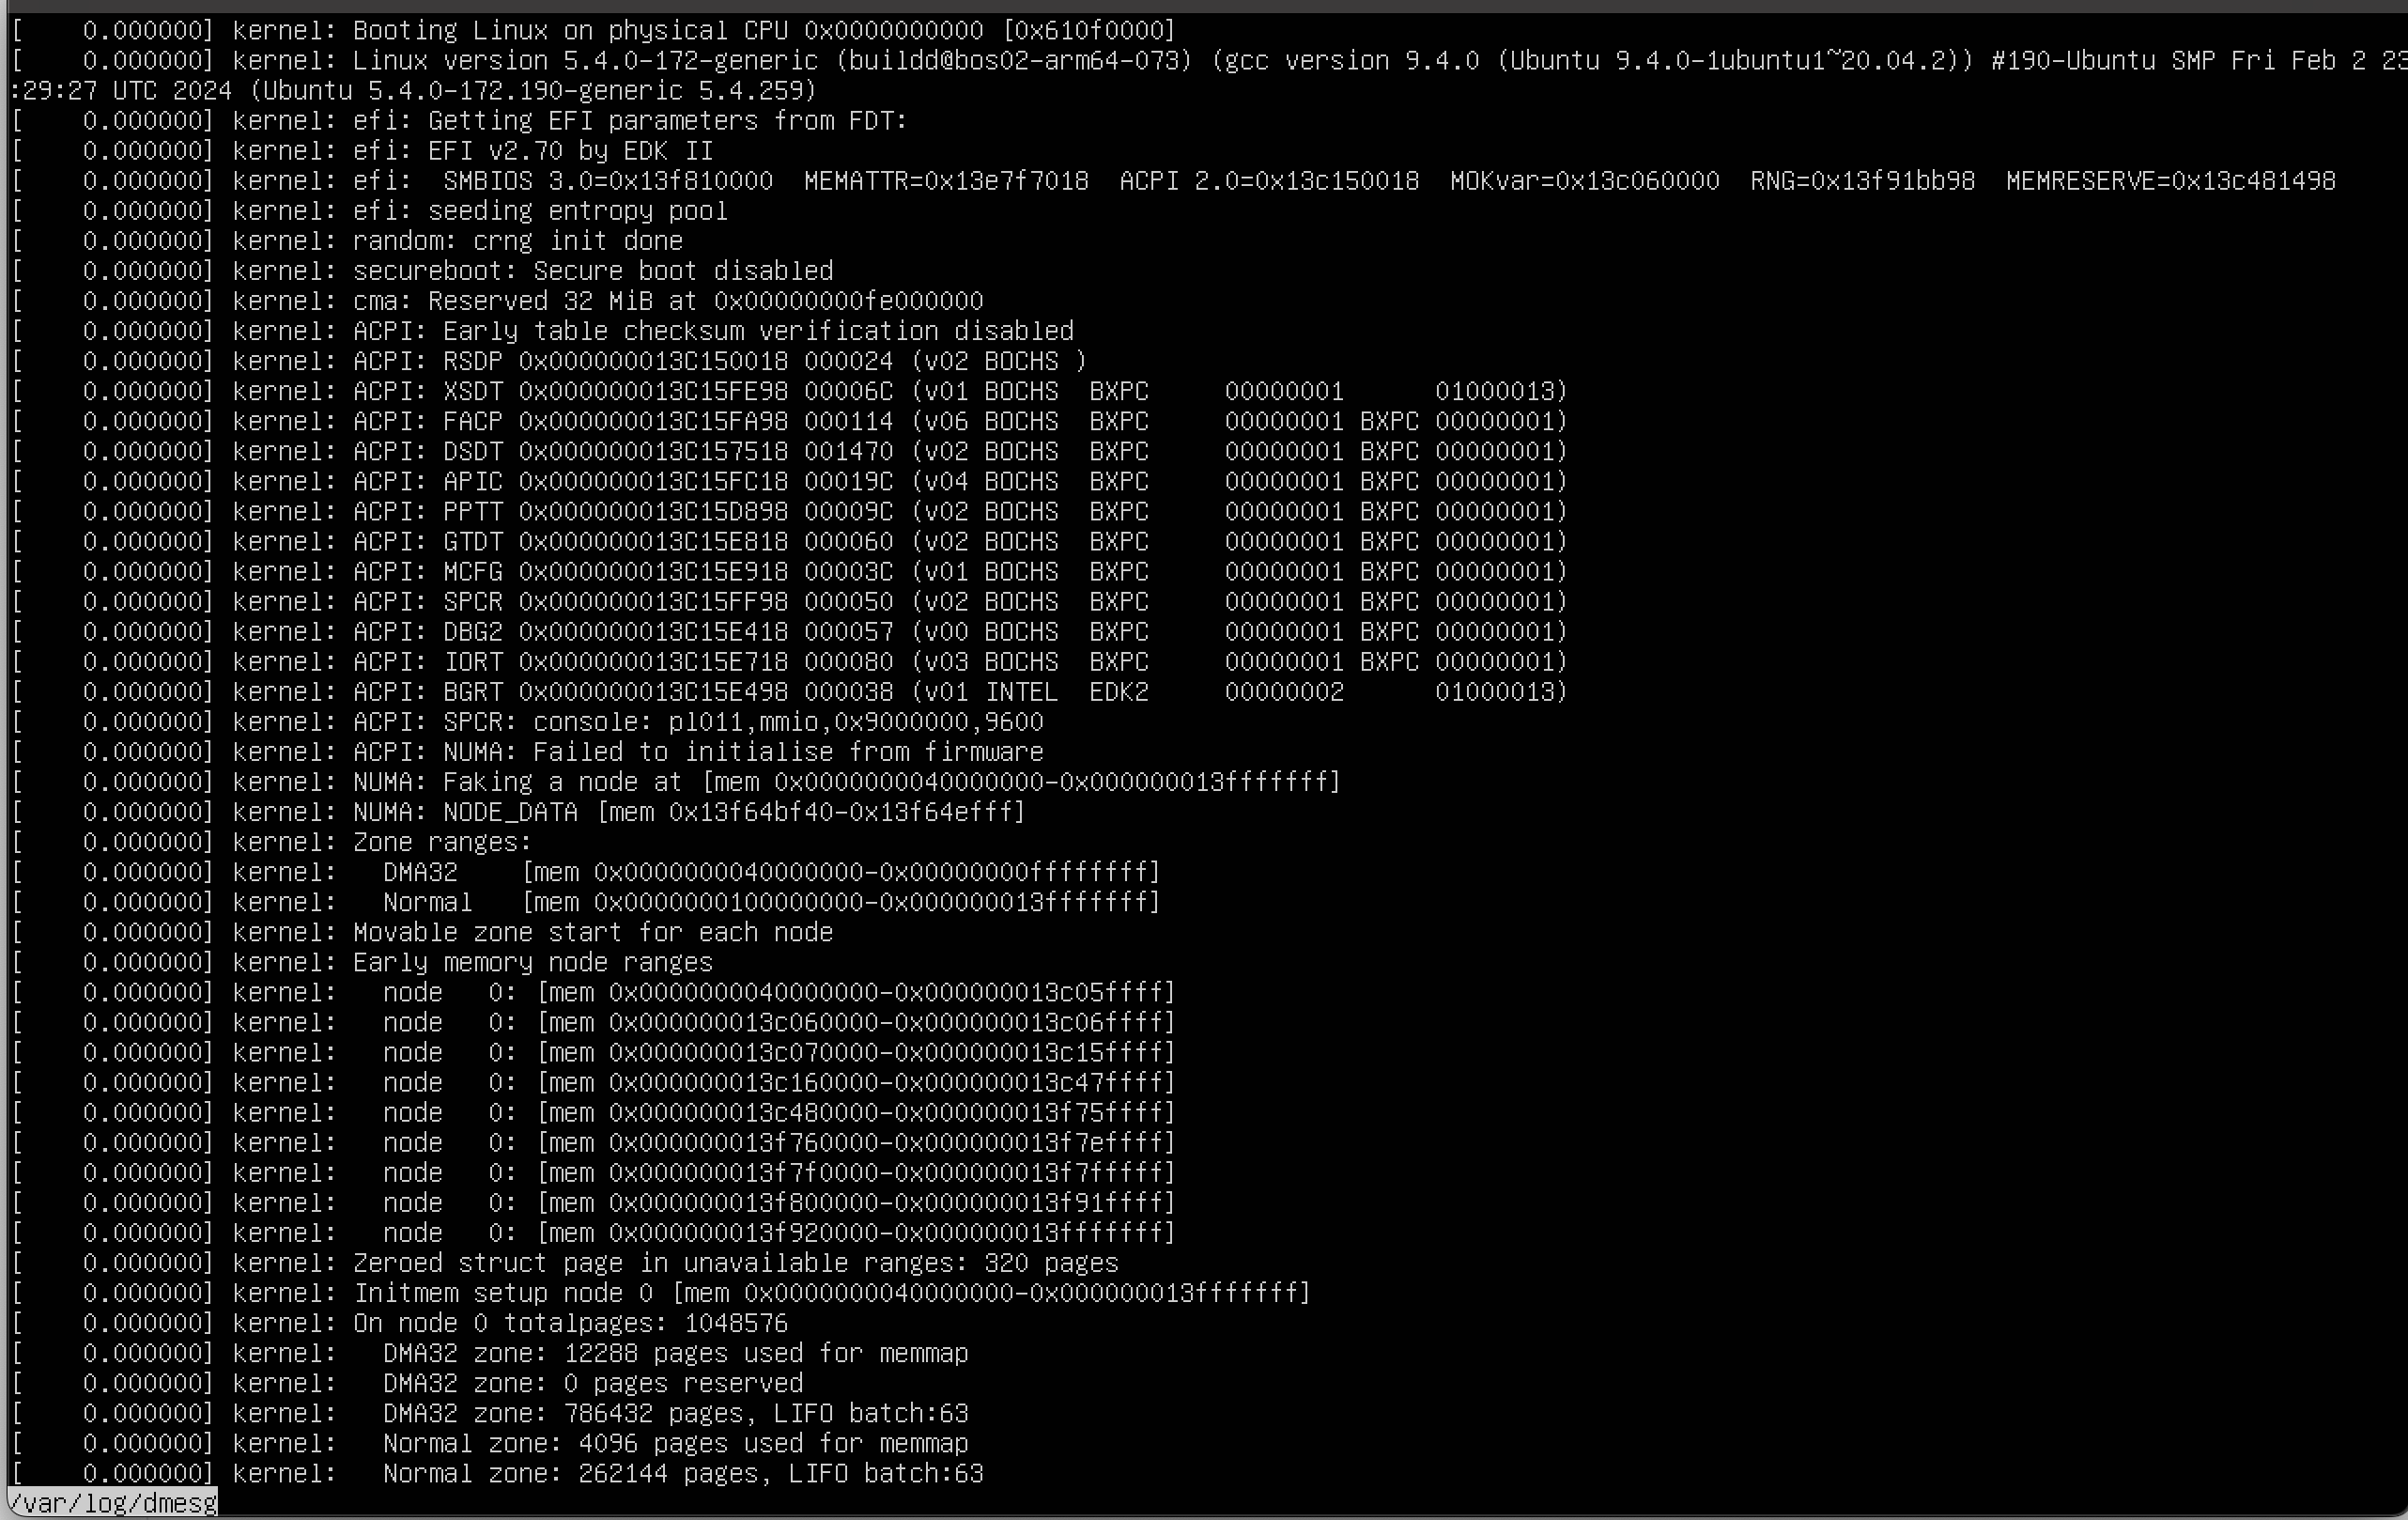 [    0.000000] kernel: Booting Linux on physical CPU 0x0000000000 [0x610f0000]
[    0.000000] kernel: Linux version 5.4.0-172-generic (buildd@bos02-arm64-073) (gcc version 9.4.0 (Ubuntu 9.4.0-1ubuntu1~20.04.2)) #190-Ubuntu SMP Fri Feb 2 23
:29:27 UTC 2024 (Ubuntu 5.4.0-172.190-generic 5.4.259)
[    0.000000] kernel: efi: Getting EFI parameters from FDT:
[    0.000000] kernel: efi: EFI v2.70 by EDK II
[    0.000000] kernel: efi:  SMBIOS 3.0=0x13f810000  MEMATTR=0x13e7f7018  ACPI 2.0=0x13c150018  MOKvar=0x13c060000  RNG=0x13f91bb98  MEMRESERVE=0x13c481498
[    0.000000] kernel: efi: seeding entropy pool
[    0.000000] kernel: random: crng init done
[    0.000000] kernel: secureboot: Secure boot disabled
[    0.000000] kernel: cma: Reserved 32 MiB at 0x00000000fe000000
[    0.000000] kernel: ACPI: Early table checksum verification disabled
[    0.000000] kernel: ACPI: RSDP 0x000000013C150018 000024 (v02 BOCHS )
[    0.000000] kernel: ACPI: XSDT 0x000000013C15FE98 00006C (v01 BOCHS  BXPC     00000001      01000013)
[    0.000000] kernel: ACPI: FACP 0x000000013C15FA98 000114 (v06 BOCHS  BXPC     00000001 BXPC 00000001)
[    0.000000] kernel: ACPI: DSDT 0x000000013C157518 001470 (v02 BOCHS  BXPC     00000001 BXPC 00000001)
[    0.000000] kernel: ACPI: APIC 0x000000013C15FC18 00019C (v04 BOCHS  BXPC     00000001 BXPC 00000001)
[    0.000000] kernel: ACPI: PPTT 0x000000013C15D898 00009C (v02 BOCHS  BXPC     00000001 BXPC 00000001)
[    0.000000] kernel: ACPI: GTDT 0x000000013C15E818 000060 (v02 BOCHS  BXPC     00000001 BXPC 00000001)
[    0.000000] kernel: ACPI: MCFG 0x000000013C15E918 00003C (v01 BOCHS  BXPC     00000001 BXPC 00000001)
[    0.000000] kernel: ACPI: SPCR 0x000000013C15FF98 000050 (v02 BOCHS  BXPC     00000001 BXPC 00000001)
[    0.000000] kernel: ACPI: DBG2 0x000000013C15E418 000057 (v00 BOCHS  BXPC     00000001 BXPC 00000001)
[    0.000000] kernel: ACPI: IORT 0x000000013C15E718 000080 (v03 BOCHS  BXPC     00000001 BXPC 00000001)
[    0.000000] kernel: ACPI: BGRT 0x000000013C15E498 000038 (v01 INTEL  EDK2     00000002      01000013)
[    0.000000] kernel: ACPI: SPCR: console: pl011,mmio,0x9000000,9600
[    0.000000] kernel: ACPI: NUMA: Failed to initialise from firmware
[    0.000000] kernel: NUMA: Faking a node at [mem 0x0000000040000000-0x000000013fffffff]
[    0.000000] kernel: NUMA: NODE_DATA [mem 0x13f64bf40-0x13f64efff]
[    0.000000] kernel: Zone ranges:
[    0.000000] kernel:   DMA32    [mem 0x0000000040000000-0x00000000ffffffff]
[    0.000000] kernel:   Normal   [mem 0x0000000100000000-0x000000013fffffff]
[    0.000000] kernel: Movable zone start for each node
[    0.000000] kernel: Early memory node ranges
[    0.000000] kernel:   node   0: [mem 0x0000000040000000-0x000000013c05ffff]
[    0.000000] kernel:   node   0: [mem 0x000000013c060000-0x000000013c06ffff]
[    0.000000] kernel:   node   0: [mem 0x000000013c070000-0x000000013c15ffff]
[    0.000000] kernel:   node   0: [mem 0x000000013c160000-0x000000013c47ffff]
[    0.000000] kernel:   node   0: [mem 0x000000013c480000-0x000000013f75ffff]
[    0.000000] kernel:   node   0: [mem 0x000000013f760000-0x000000013f7effff]
[    0.000000] kernel:   node   0: [mem 0x000000013f7f0000-0x000000013f7fffff]
[    0.000000] kernel:   node   0: [mem 0x000000013f800000-0x000000013f91ffff]
[    0.000000] kernel:   node   0: [mem 0x000000013f920000-0x000000013fffffff]
[    0.000000] kernel: Zeroed struct page in unavailable ranges: 320 pages
[    0.000000] kernel: Initmem setup node 0 [mem 0x0000000040000000-0x000000013fffffff]
[    0.000000] kernel: On node 0 totalpages: 1048576
[    0.000000] kernel:   DMA32 zone: 12288 pages used for memmap
[    0.000000] kernel:   DMA32 zone: 0 pages reserved
[    0.000000] kernel:   DMA32 zone: 786432 pages, LIFO batch:63
[    0.000000] kernel:   Normal zone: 4096 pages used for memmap
[    0.000000] kernel:   Normal zone: 262144 pages, LIFO batch:63
/var/log/dmesg